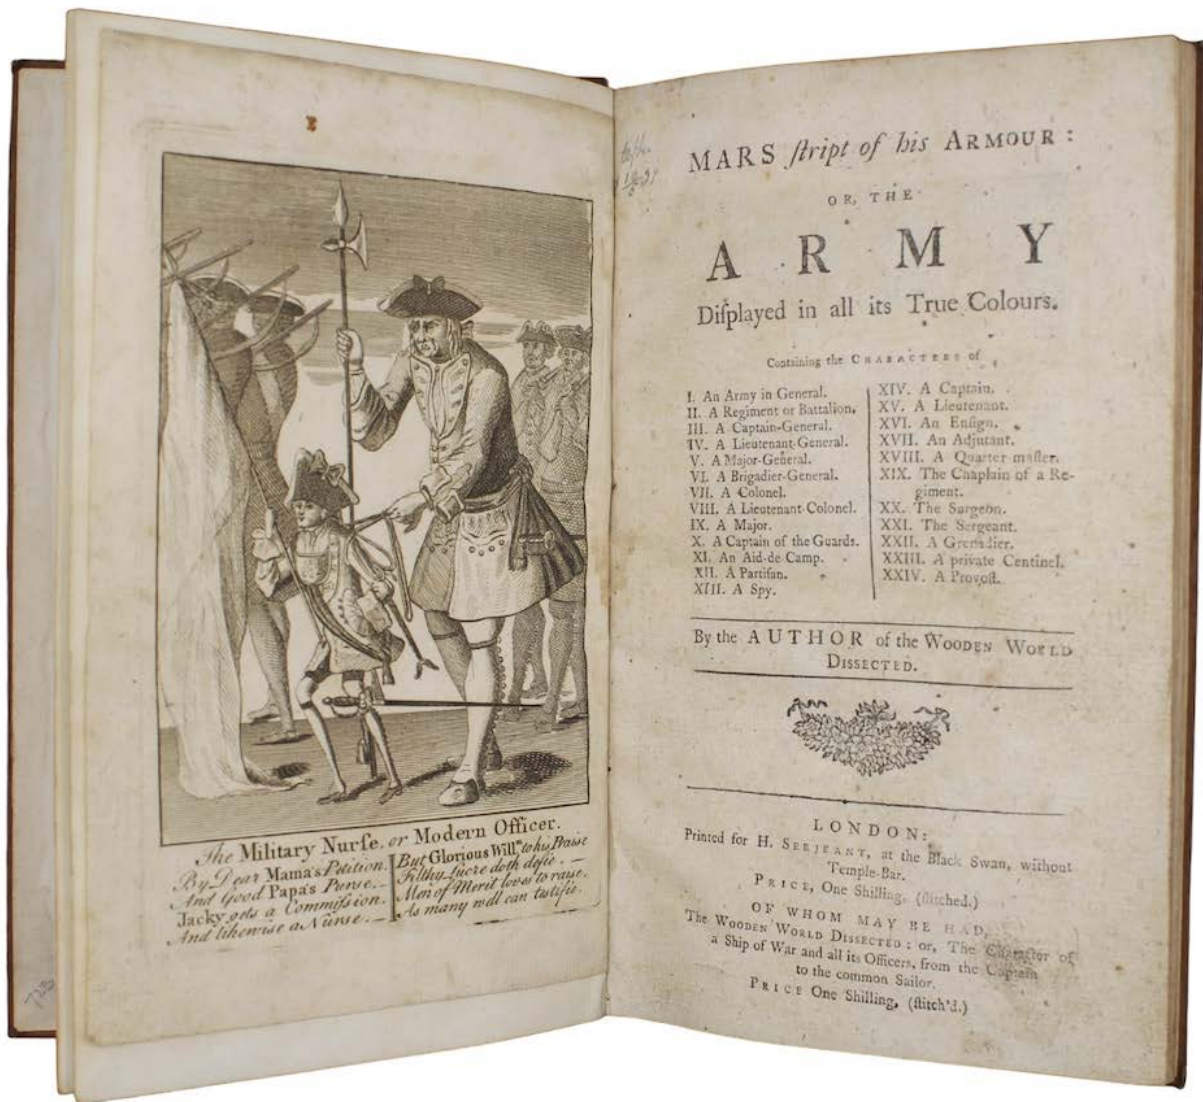 The Military Nurſe, or Modern Officer.
By Dear Mama's Petition.
And Good Papa's Purse.—
Jacky gets a Commiſsion.
And likewise a Nurse.—
But Glorious Will.m to his Praise
Filthy Lucre doth defie.—
Men of Merit loves to raise.
As many well can testifie.
MARS ſtript of his ARMOUR:
OR, THE
ARMY
Diſplayed in all its True Colours.
Containing the CHARACTERS of
I. An Army in General.
II. A Regiment or Battalion.
III. A Captain-General.
IV. A Lieutenant-General.
V. A Major-General.
VI. A Brigadier-General.
VII. A Colonel.
VIII. A Lieutenant-Colonel.
IX. A Major.
X. A Captain of the Guards.
XI. An Aid-de-Camp.
XII. A Partiſan.
XIII. A Spy.
XIV. A Captain.
XV. A Lieutenant.
XVI. An Enſign.
XVII. An Adjutant.
XVIII. A Quarter-maſter.
XIX. The Chaplain of a Re-
giment.
XX. The Surgeon.
XXI. The Sergeant.
XXII. A Grenadier.
XXIII. A private Centinel.
XXIV. A Provoſt.
By the AUTHOR of the WOODEN WORLD
DISSECTED.
LONDON:
Printed for H. SERJEANT, at the Black Swan, without
Temple-Bar.
PRICE, One Shilling, (ſtitched.)
OF WHOM MAY BE HAD,
The WOODEN WORLD DISSECTED: or, The Character of
a Ship of War and all its Officers, from the Captain
to the common Sailor.
PRICE One Shilling, (ſtitch'd.)